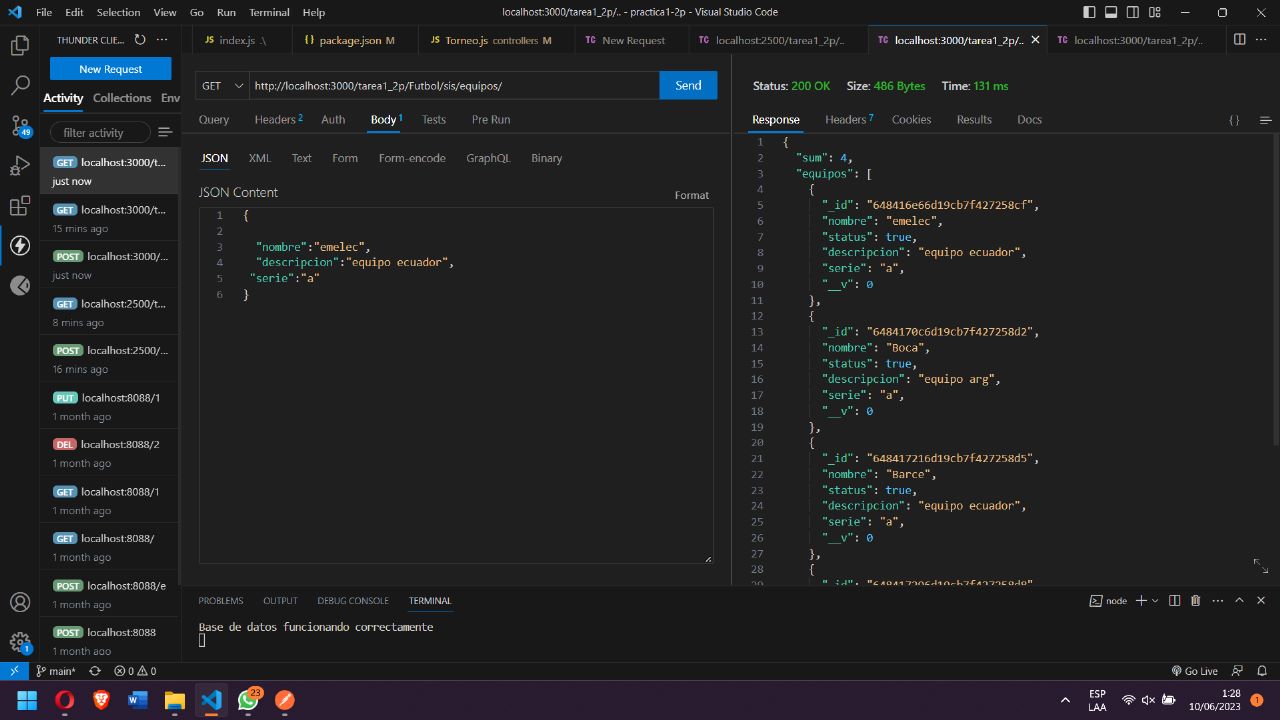 File Edit Selection View Go Run Terminal Help localhost:3000/tarea1_2p/.. - practica1-2p - Visual Studio Code
THUNDER CLIE... ···
JS index.js .\ {} package.json M JS Torneo.js controllers M TC New Request TC localhost:2500/tarea1_2p/.. TC localhost:3000/tarea1_2p/.. TC localhost:3000/tarea1_2p/..
New Request
Activity Collections Env
filter activity
GET localhost:3000/t...
just now
GET localhost:3000/t...
15 mins ago
POST localhost:3000/...
just now
GET localhost:2500/t...
8 mins ago
POST localhost:2500/...
16 mins ago
PUT localhost:8088/1
1 month ago
DEL localhost:8088/2
1 month ago
GET localhost:8088/1
1 month ago
GET localhost:8088/
1 month ago
POST localhost:8088/e
1 month ago
POST localhost:8088
1 month ago
49
1
GET http://localhost:3000/tarea1_2p/Futbol/sis/equipos/ Send
Query Headers 2 Auth Body 1 Tests Pre Run
JSON XML Text Form Form-encode GraphQL Binary
JSON Content Format
1 {
2
3 "nombre":"emelec",
4 "descripcion":"equipo ecuador",
5 "serie":"a"
6 }
Status: 200 OK Size: 486 Bytes Time: 131 ms
Response Headers 7 Cookies Results Docs {}
1 {
2 "sum": 4,
3 "equipos": [
4 {
5 "_id": "648416e66d19cb7f427258cf",
6 "nombre": "emelec",
7 "status": true,
8 "descripcion": "equipo ecuador",
9 "serie": "a",
10 "__v": 0
11 },
12 {
13 "_id": "6484170c6d19cb7f427258d2",
14 "nombre": "Boca",
15 "status": true,
16 "descripcion": "equipo arg",
17 "serie": "a",
18 "__v": 0
19 },
20 {
21 "_id": "648417216d19cb7f427258d5",
22 "nombre": "Barce",
23 "status": true,
24 "descripcion": "equipo ecuador",
25 "serie": "a",
26 "__v": 0
27 },
28 {
29 "_id":
PROBLEMS OUTPUT DEBUG CONSOLE TERMINAL node
Base de datos funcionando correctamente
main* 0 0 Go Live
23
ESP
LAA
1:28
10/06/2023
1